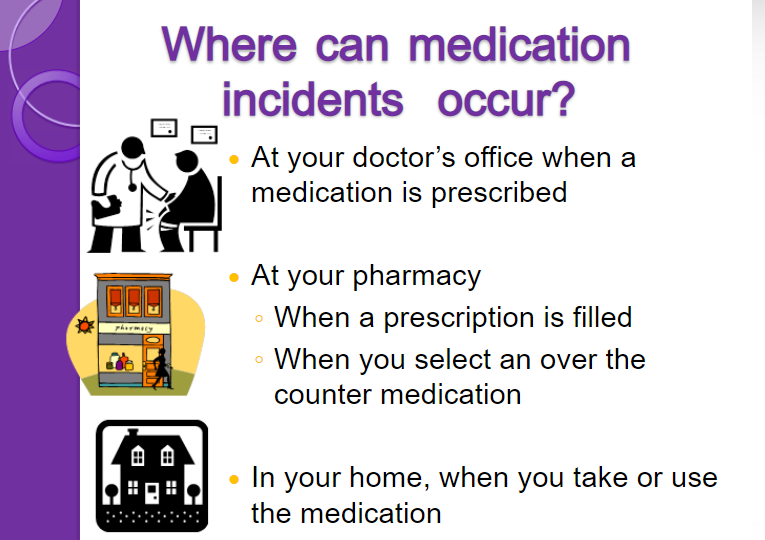 Where can medication
incidents occur?
At your doctor’s office when a
medication is prescribed
At your pharmacy
When a prescription is filled
When you select an over the
counter medication
pharmacy
In your home, when you take or use
the medication